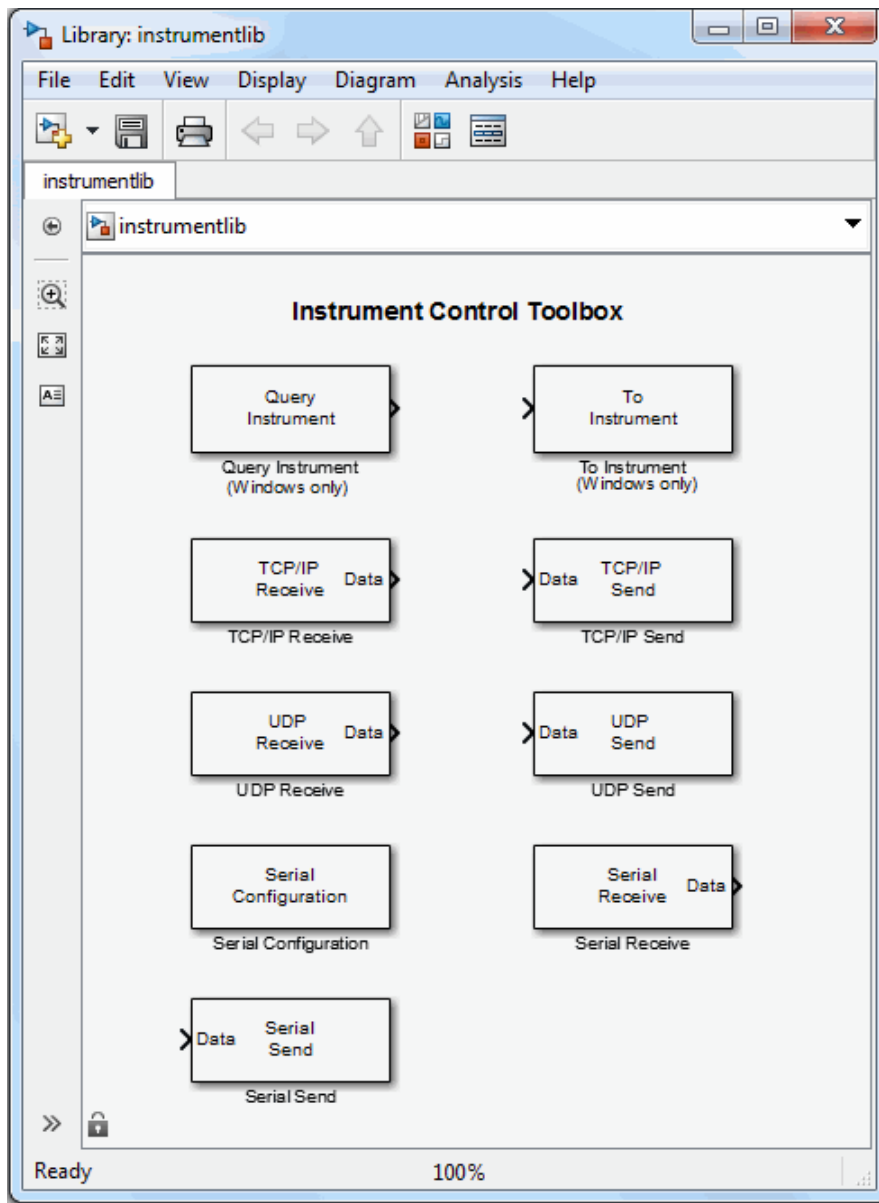 Library: instrumentlib
File Edit View Display Diagram Analysis Help
instrumentlib
instrumentlib
Instrument Control Toolbox
Query
Instrument
Query Instrument
(Windows only)
To
Instrument
To Instrument
(Windows only)
TCP/IP
Receive
Data
TCP/IP Receive
Data
TCP/IP
Send
TCP/IP Send
UDP
Receive
Data
UDP Receive
Data
UDP
Send
UDP Send
Serial
Configuration
Serial Configuration
Serial
Receive
Data
Serial Receive
Data
Serial
Send
Serial Send
Ready 100%